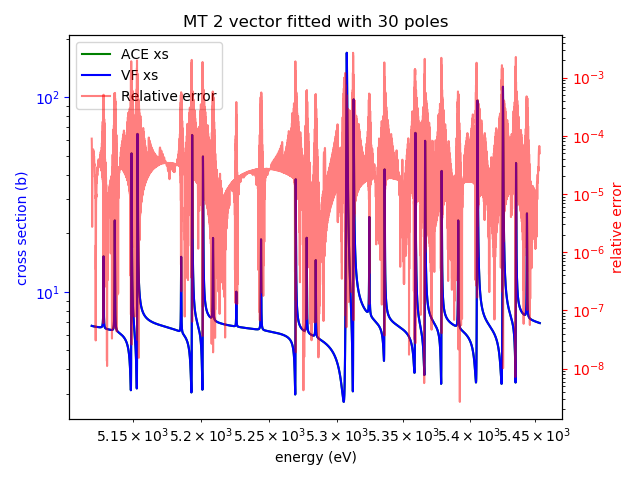 MT 2 vector fitted with 30 poles
ACE xs
VF xs
Relative error
cross section (b)
10²
10¹
relative error
10⁻³
10⁻⁴
10⁻⁵
10⁻⁶
10⁻⁷
10⁻⁸
5.15 × 10³ 5.2 × 10³ 5.25 × 10³ 5.3 × 10³ 5.35 × 10³ 5.4 × 10³ 5.45 × 10³
energy (eV)